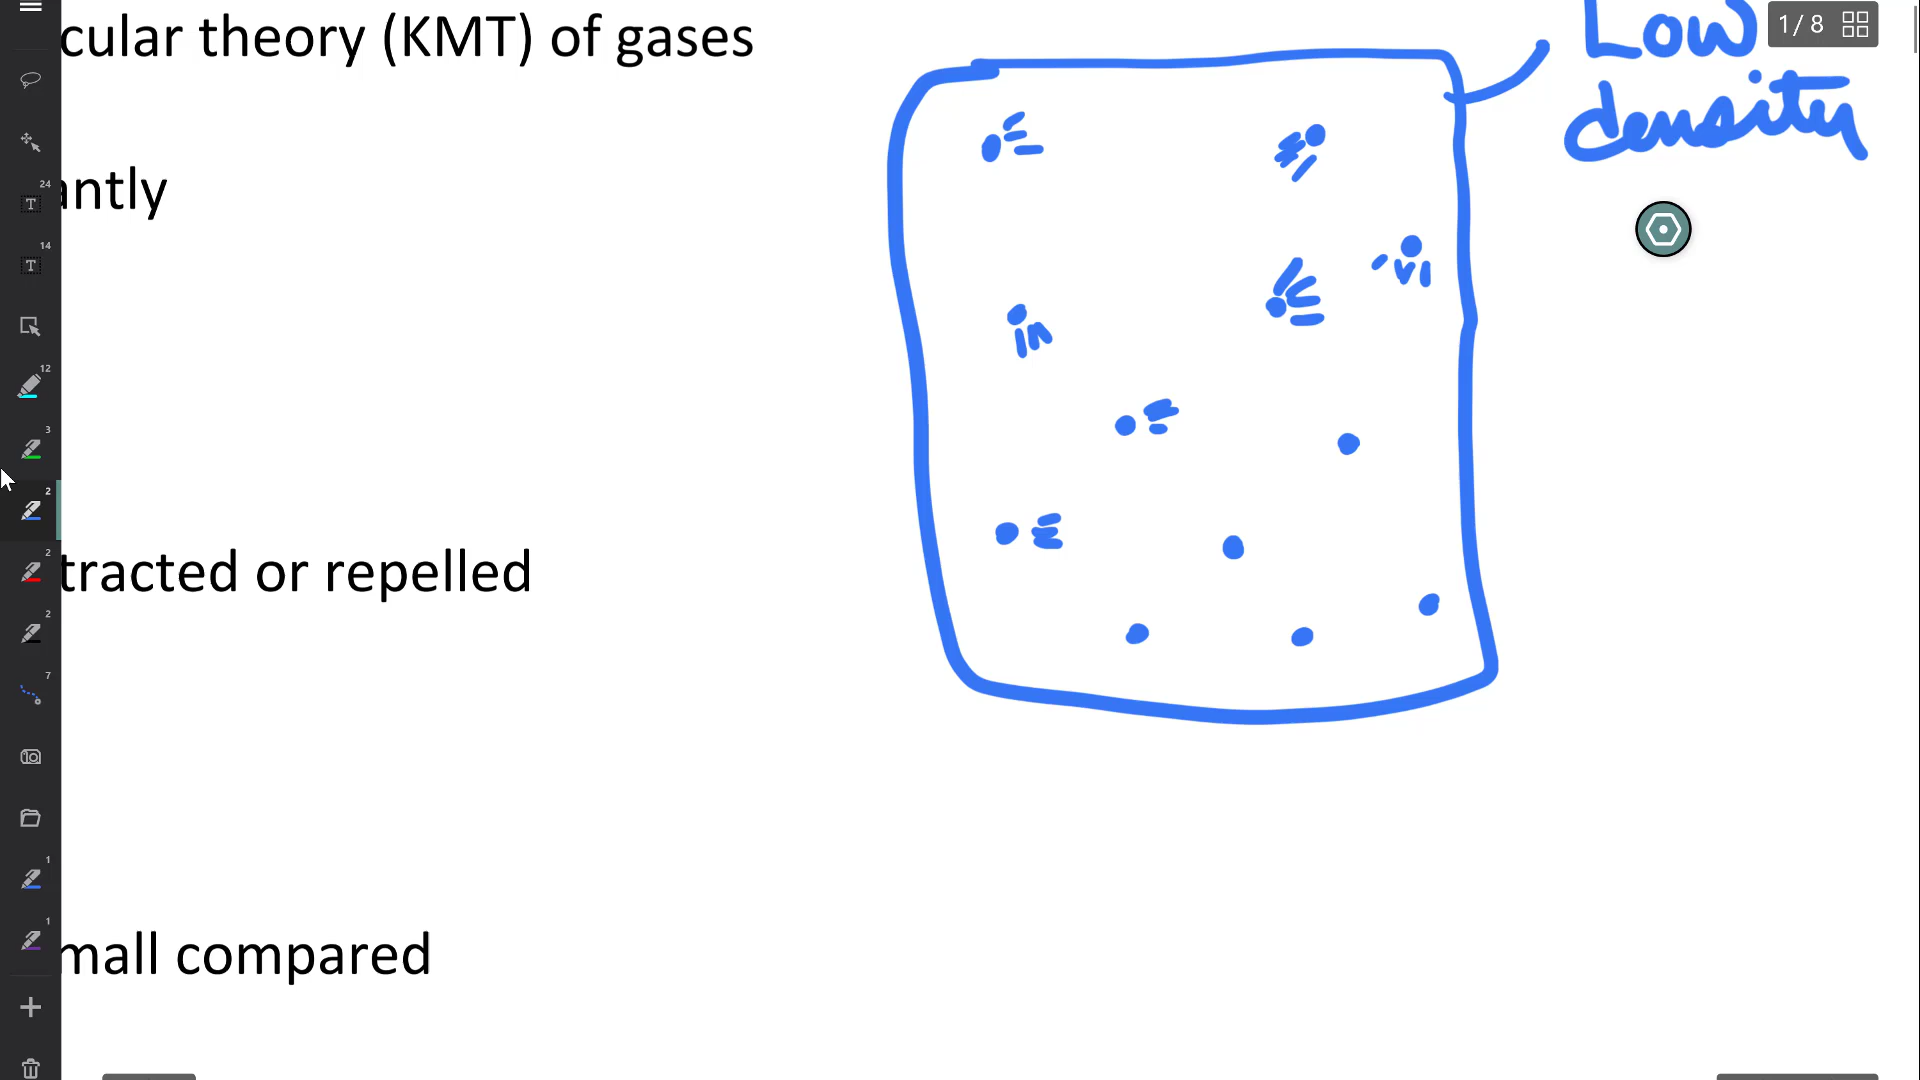 cular theory (KMT) of gases
Low
density
1 / 8
antly
tracted or repelled
mall compared
24
14
12
3
2
2
2
7
1
1